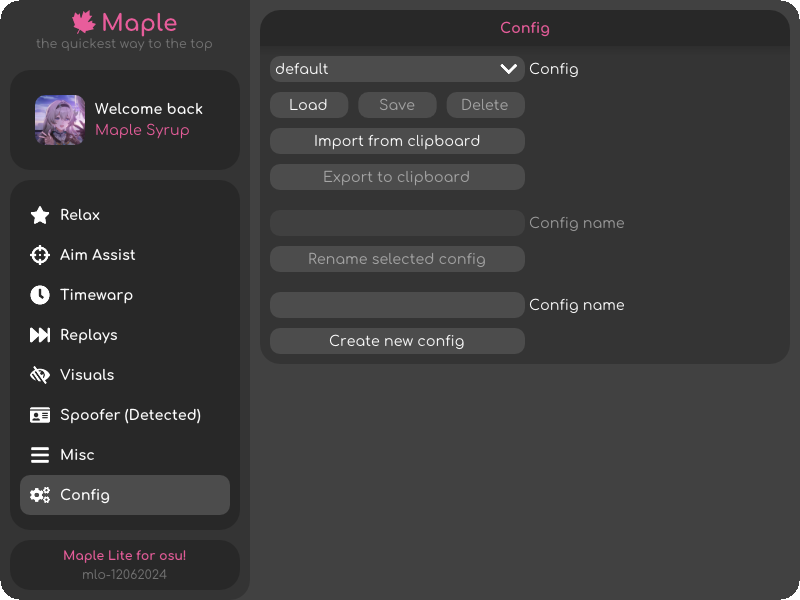 Maple
the quickest way to the top
Welcome back
Maple Syrup
Relax
Aim Assist
Timewarp
Replays
Visuals
Spoofer (Detected)
Misc
Config
Maple Lite for osu!
mlo-12062024
Config
default Config
Load Save Delete
Import from clipboard
Export to clipboard
Config name
Rename selected config
Config name
Create new config